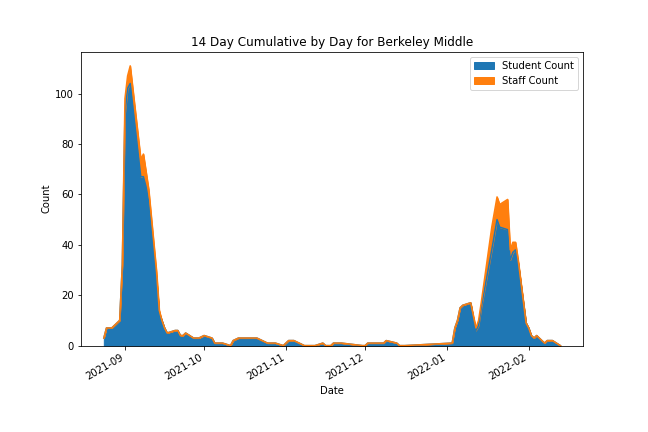 14 Day Cumulative by Day for Berkeley Middle
Student Count
Staff Count
100
80
60
40
20
0
Count
2021-09
2021-10
2021-11
2021-12
2022-01
2022-02
Date